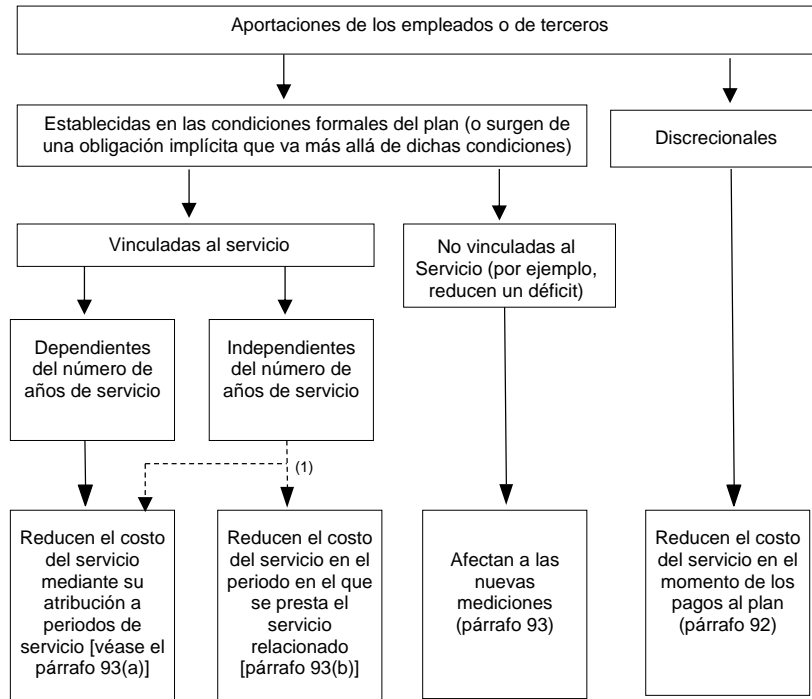 Aportaciones de los empleados o de terceros
Establecidas en las condiciones formales del plan (o surgen de
una obligación implícita que va más allá de dichas condiciones)
Discrecionales
Vinculadas al servicio
No vinculadas al
Servicio (por ejemplo,
reducen un déficit)
Dependientes
del número de
años de servicio
Independientes
del número de
años de servicio
(1)
Reducen el costo
del servicio
mediante su
atribución a
periodos de
servicio [véase el
párrafo 93(a)]
Reducen el costo
del servicio en el
periodo en el que
se presta el
servicio
relacionado
[párrafo 93(b)]
Afectan a las
nuevas
mediciones
(párrafo 93)
Reducen el costo
del servicio en el
momento de los
pagos al plan
(párrafo 92)